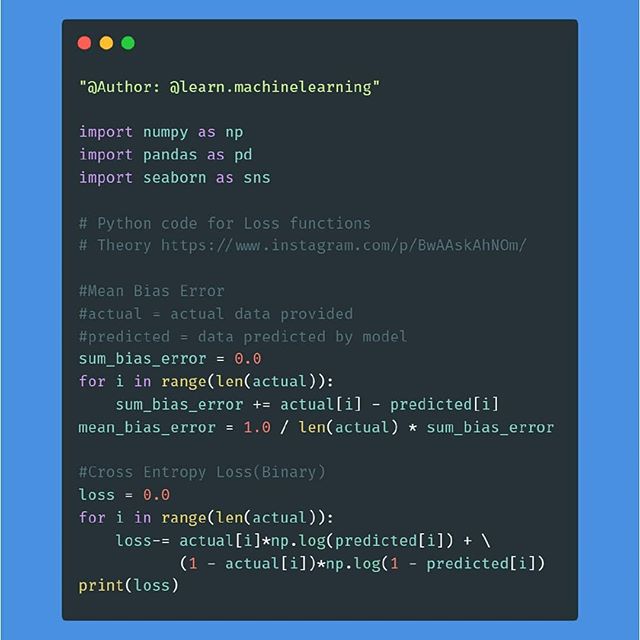 "@Author: @learn.machinelearning"
import numpy as np
import pandas as pd
import seaborn as sns
# Python code for Loss functions
# Theory https://www.instagram.com/p/BwAAskAhNOm/
#Mean Bias Error
#actual = actual data provided
#predicted = data predicted by model
sum_bias_error = 0.0
for i in range(len(actual)):
    sum_bias_error += actual[i] - predicted[i]
mean_bias_error = 1.0 / len(actual) * sum_bias_error
#Cross Entropy Loss(Binary)
loss = 0.0
for i in range(len(actual)):
    loss-= actual[i]*np.log(predicted[i]) + \
           (1 - actual[i])*np.log(1 - predicted[i])
print(loss)